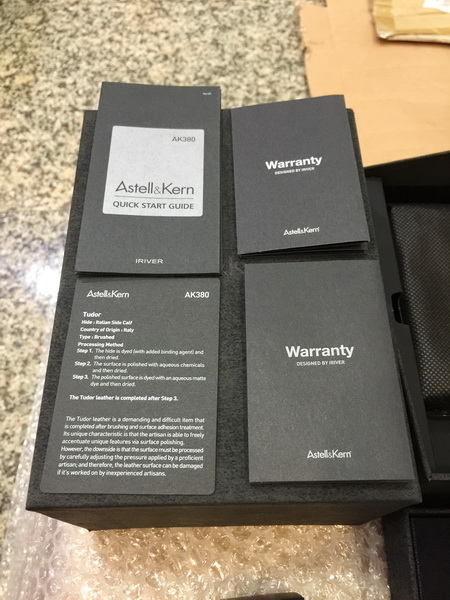 AK380
Astell&Kern
QUICK START GUIDE
IRIVER
Warranty
DESIGNED BY IRIVER
Astell&Kern
Astell&Kern AK380
Tudor
Hide : Italian Side Calf
Country of Origin : Italy
Type : Brushed
Processing Method
Step 1. The hide is dyed (with added binding agent) and
then dried.
Step 2. The surface is polished with aqueous chemicals
and then dried.
Step 3. The polished surface is dyed with an aqueous matte
dye and then dried.
The Tudor leather is completed after Step 3.
The Tudor leather is a demanding and difficult item that
is completed after brushing and surface adhesion treatment.
Its unique characteristic is that the artisan is able to freely
accentuate unique features via surface polishing.
However, the downside is that the surface must be processed
by carefully adjusting the pressure applied by a proficient
artisan, and therefore, the leather surface can be damaged
if it's worked on by inexperienced artisans.
Warranty
DESIGNED BY IRIVER
Astell&Kern